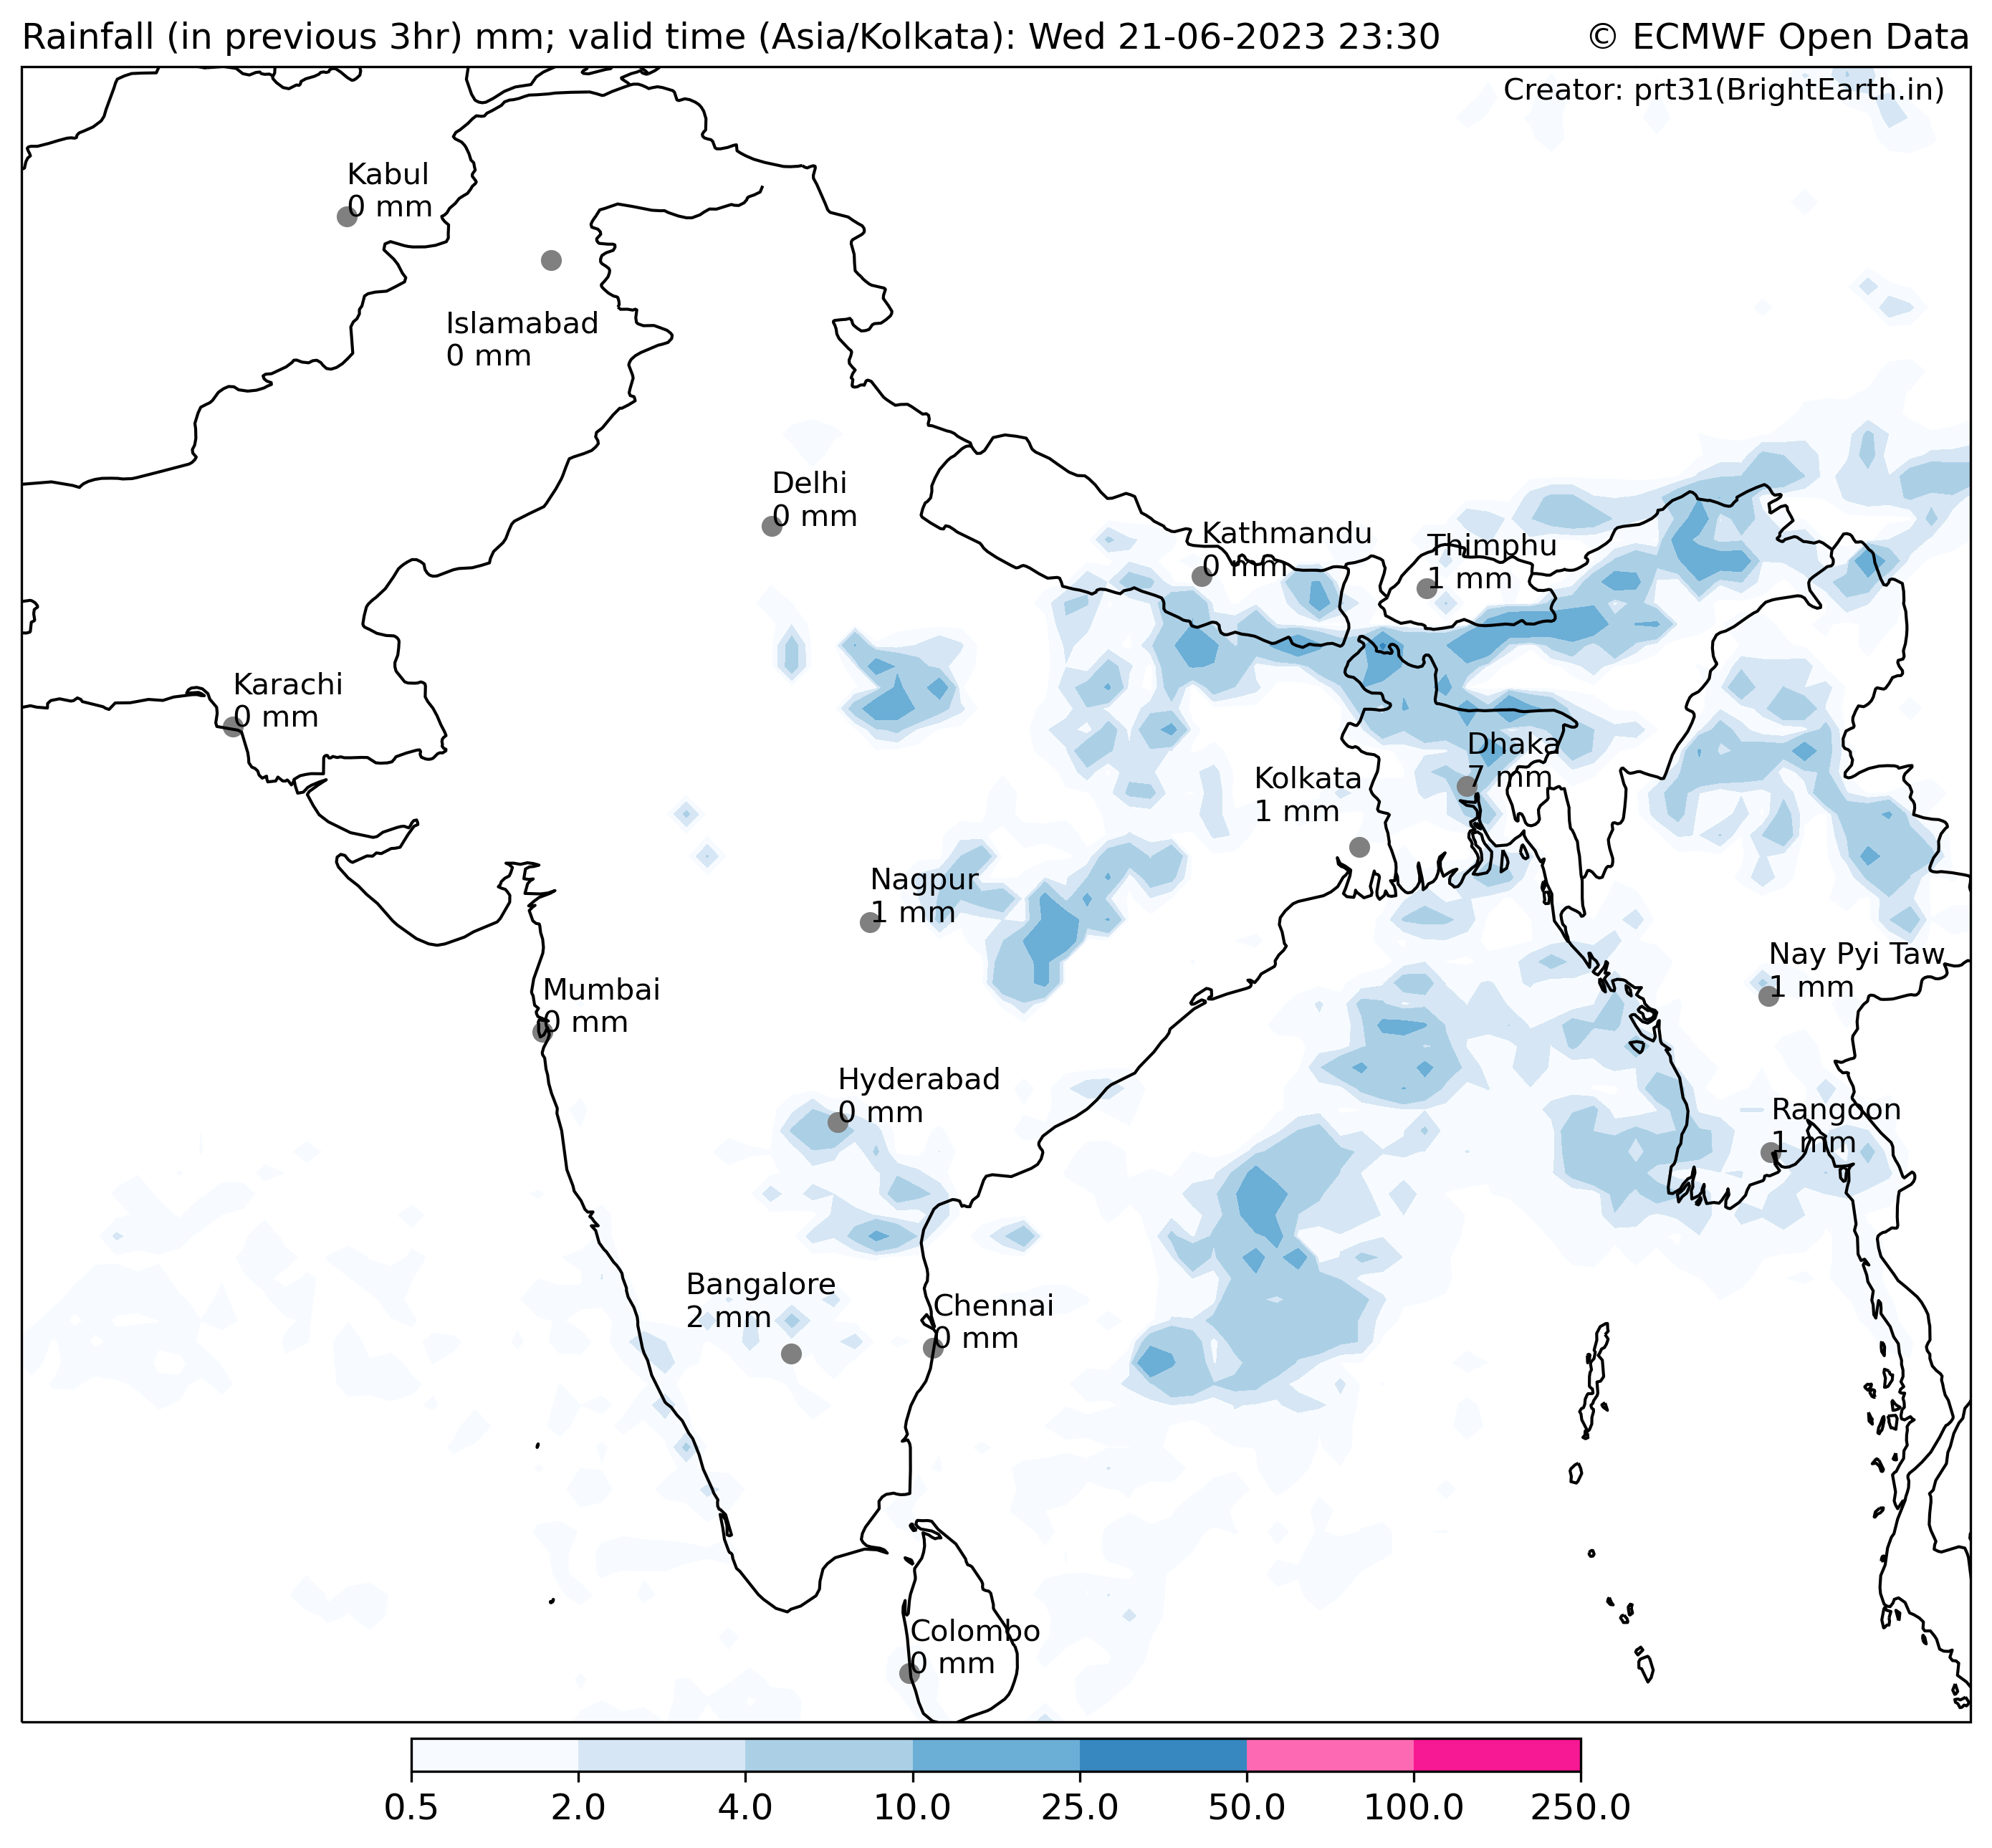 Rainfall (in previous 3hr) mm; valid time (Asia/Kolkata): Wed 21-06-2023 23:30
© ECMWF Open Data
Creator: prt31(BrightEarth.in)
Kabul
0 mm
Islamabad
0 mm
Delhi
0 mm
Kathmandu
0 mm
Thimphu
1 mm
Karachi
0 mm
Dhaka
7 mm
Kolkata
1 mm
Nagpur
1 mm
Nay Pyi Taw
1 mm
Mumbai
0 mm
Hyderabad
0 mm
Rangoon
1 mm
Bangalore
2 mm
Chennai
0 mm
Colombo
0 mm
0.5 2.0 4.0 10.0 25.0 50.0 100.0 250.0